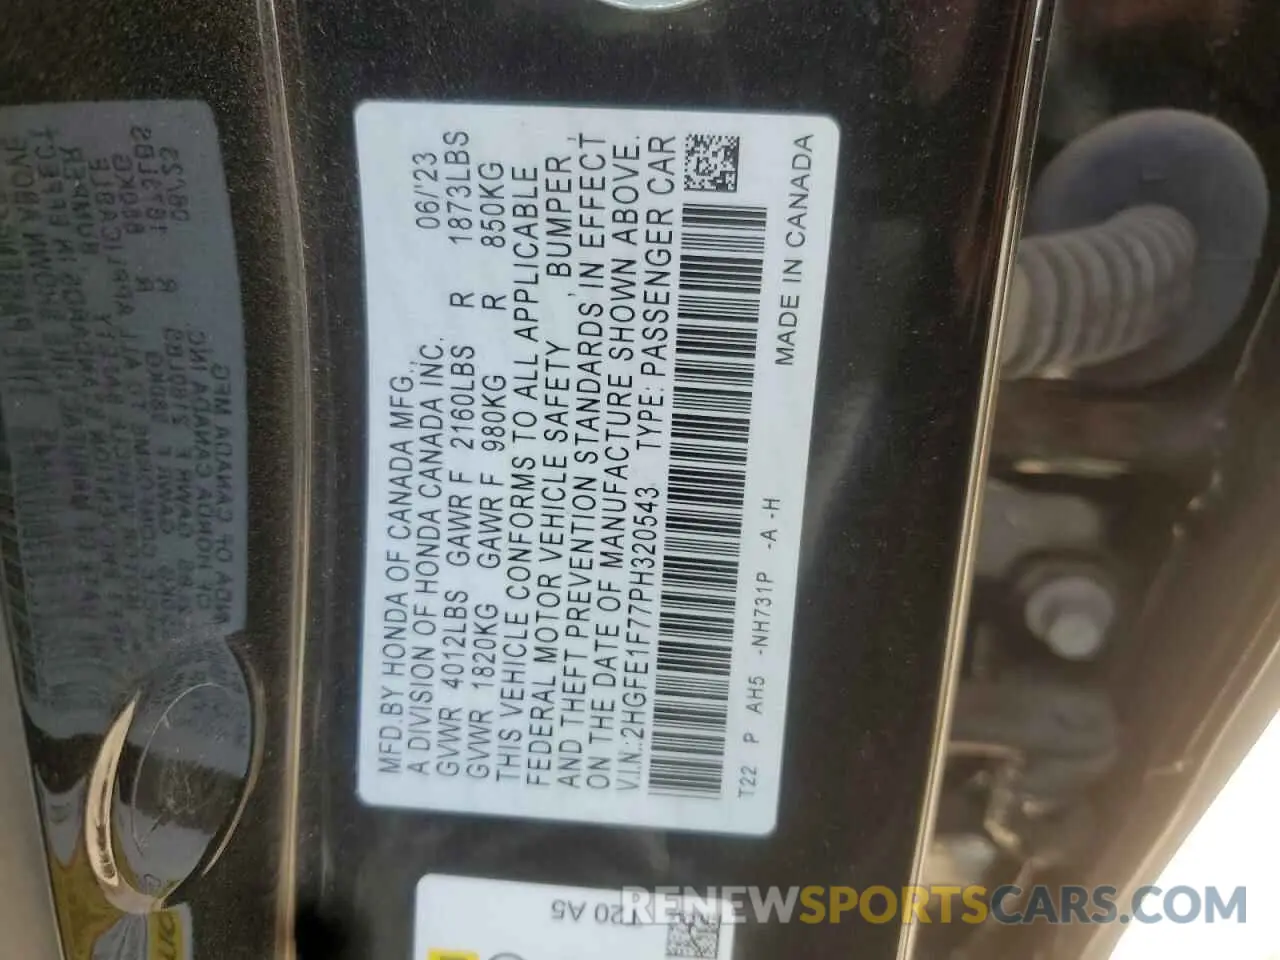 MFD.BY HONDA OF CANADA MFG.,
A DIVISION OF HONDA CANADA INC. 06/'23
GVWR 4012LBS GAWR F 2160LBS R 1873LBS
GVWR 1820KG GAWR F 980KG R 850KG
THIS VEHICLE CONFORMS TO ALL APPLICABLE
FEDERAL MOTOR VEHICLE SAFETY , BUMPER ,
AND THEFT PREVENTION STANDARDS, IN EFFECT
ON THE DATE OF MANUFACTURE SHOWN ABOVE.
V.I.N.:2HGFE1F77PH320543 TYPE: PASSENGER CAR
T22 P AH5 -NH731P -A -H
MADE IN CANADA
T20 A5
RENEWSPORTSCARS.COM